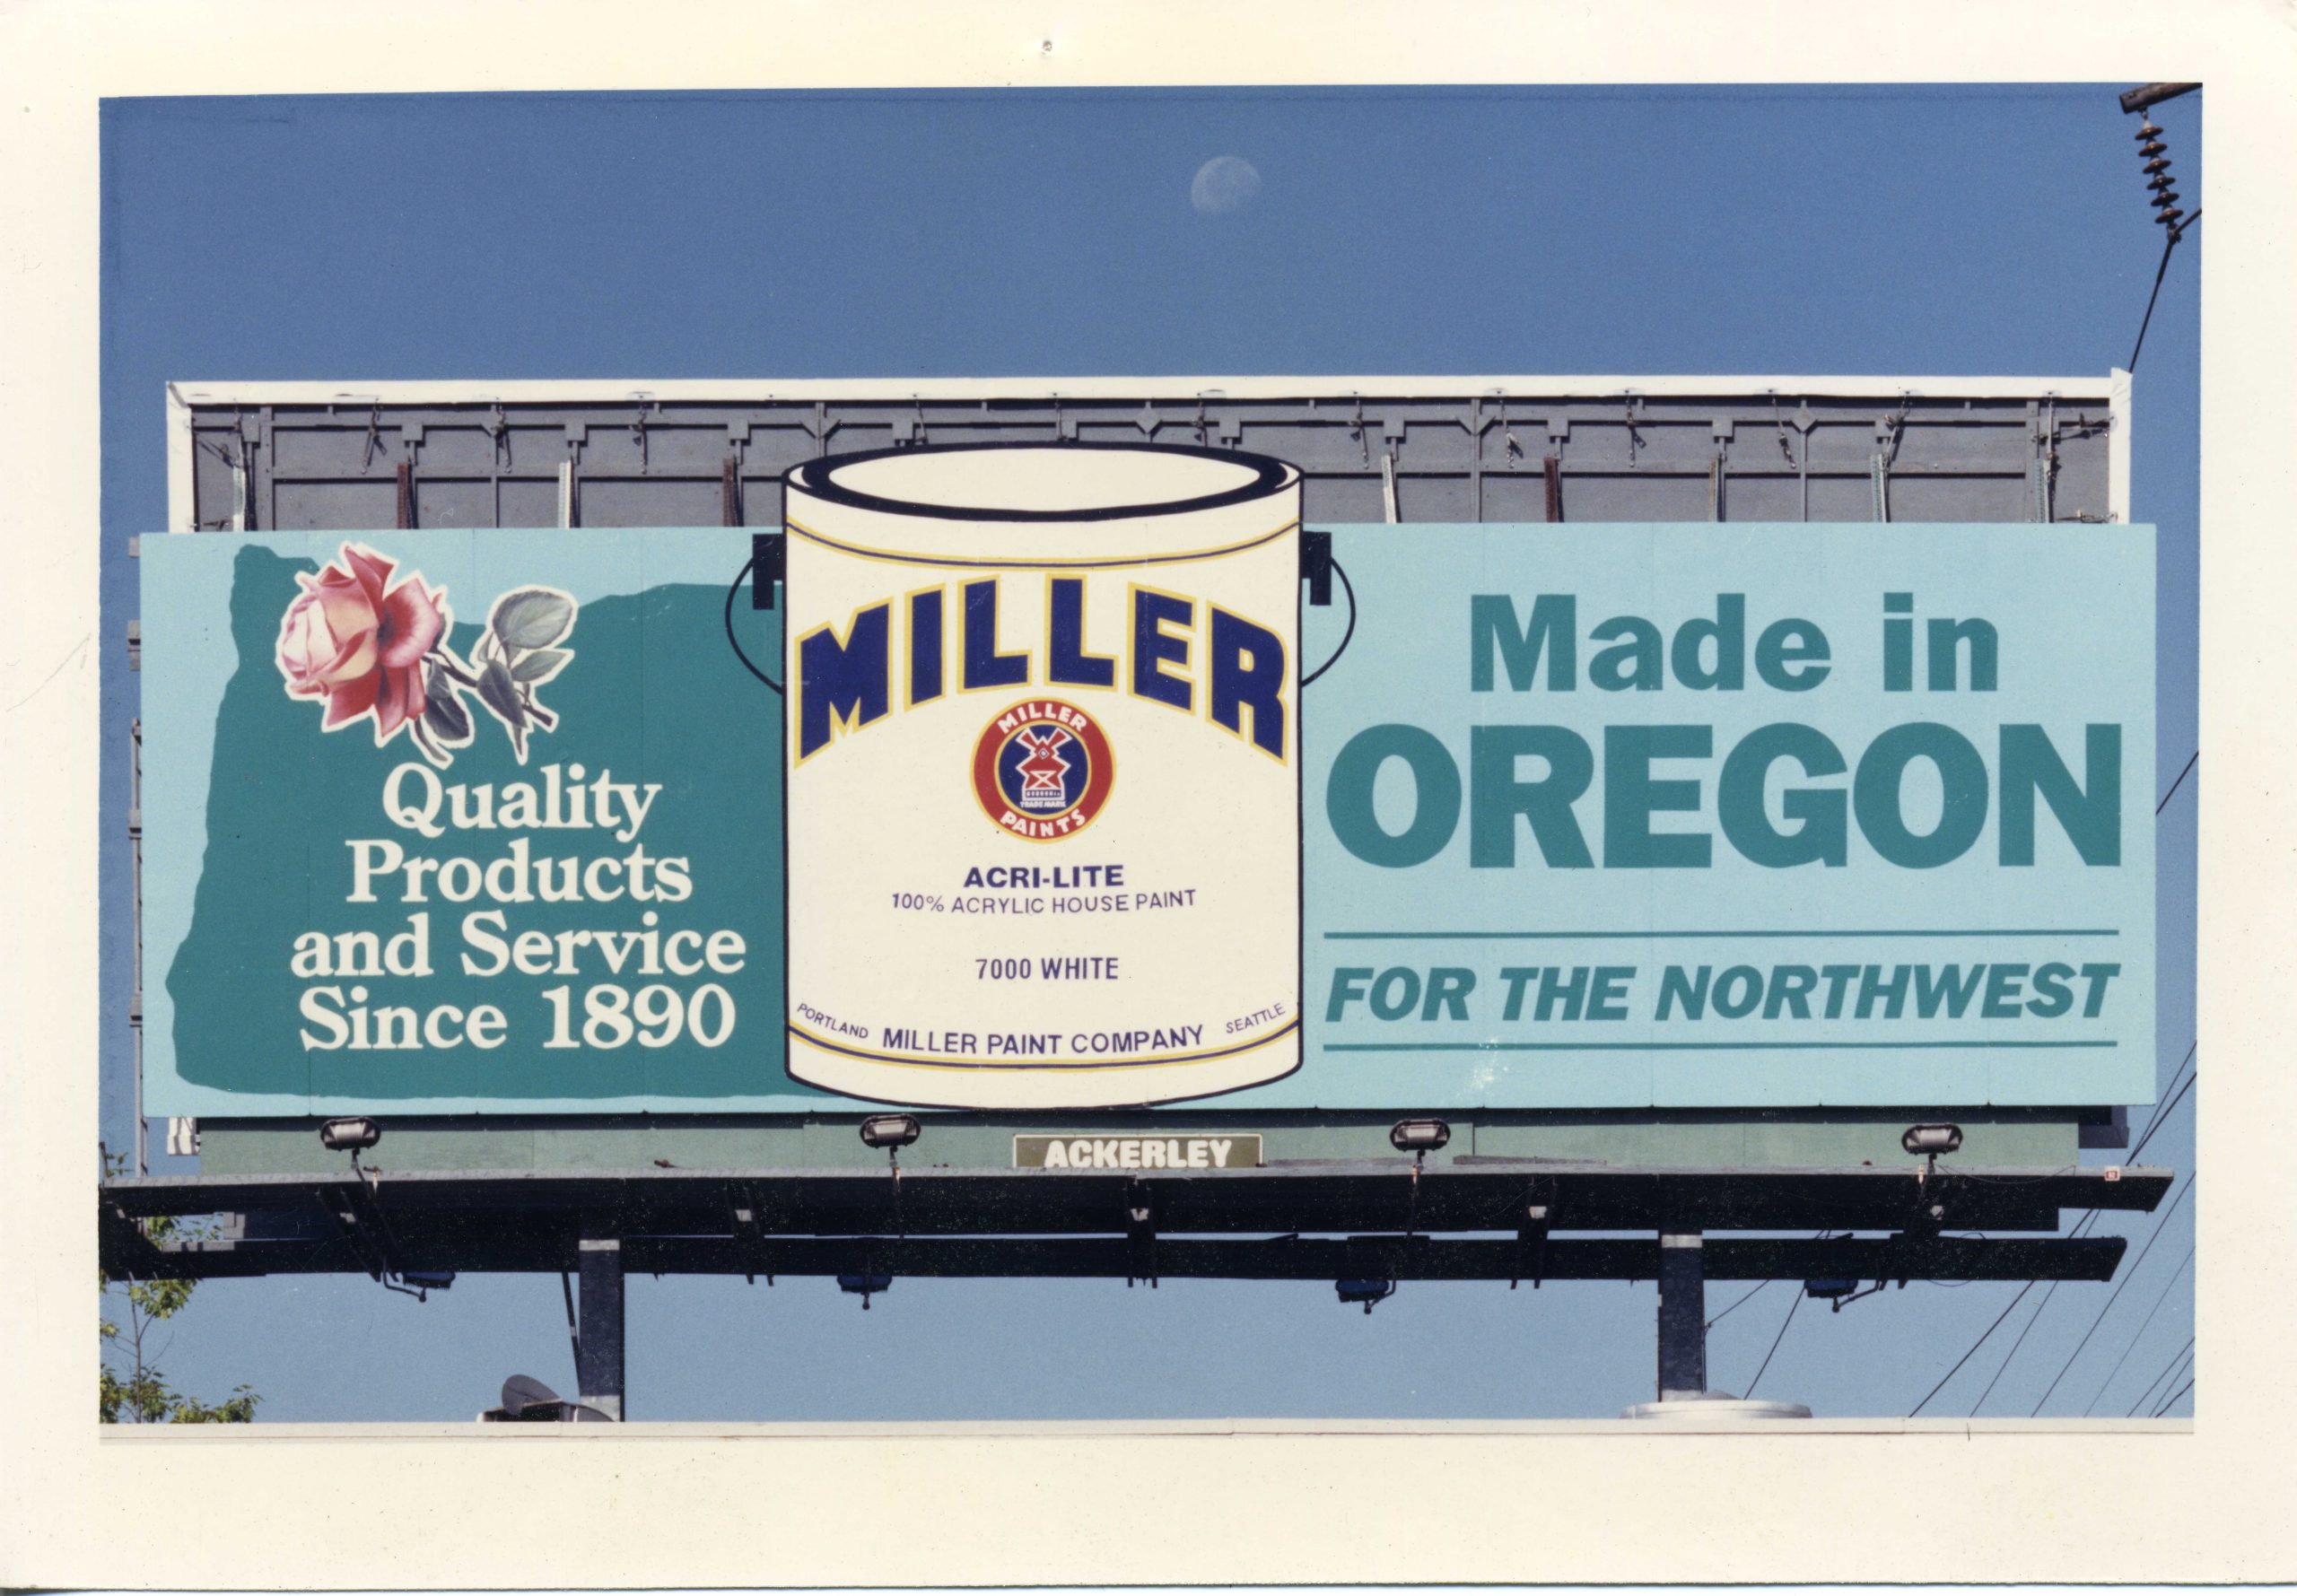 Quality
Products
and Service
Since 1890
MILLER
MILLER
TRADE MARK
PAINTS
ACRI-LITE
100% ACRYLIC HOUSE PAINT
7000 WHITE
PORTLAND MILLER PAINT COMPANY SEATTLE
Made in
OREGON
FOR THE NORTHWEST
ACKERLEY